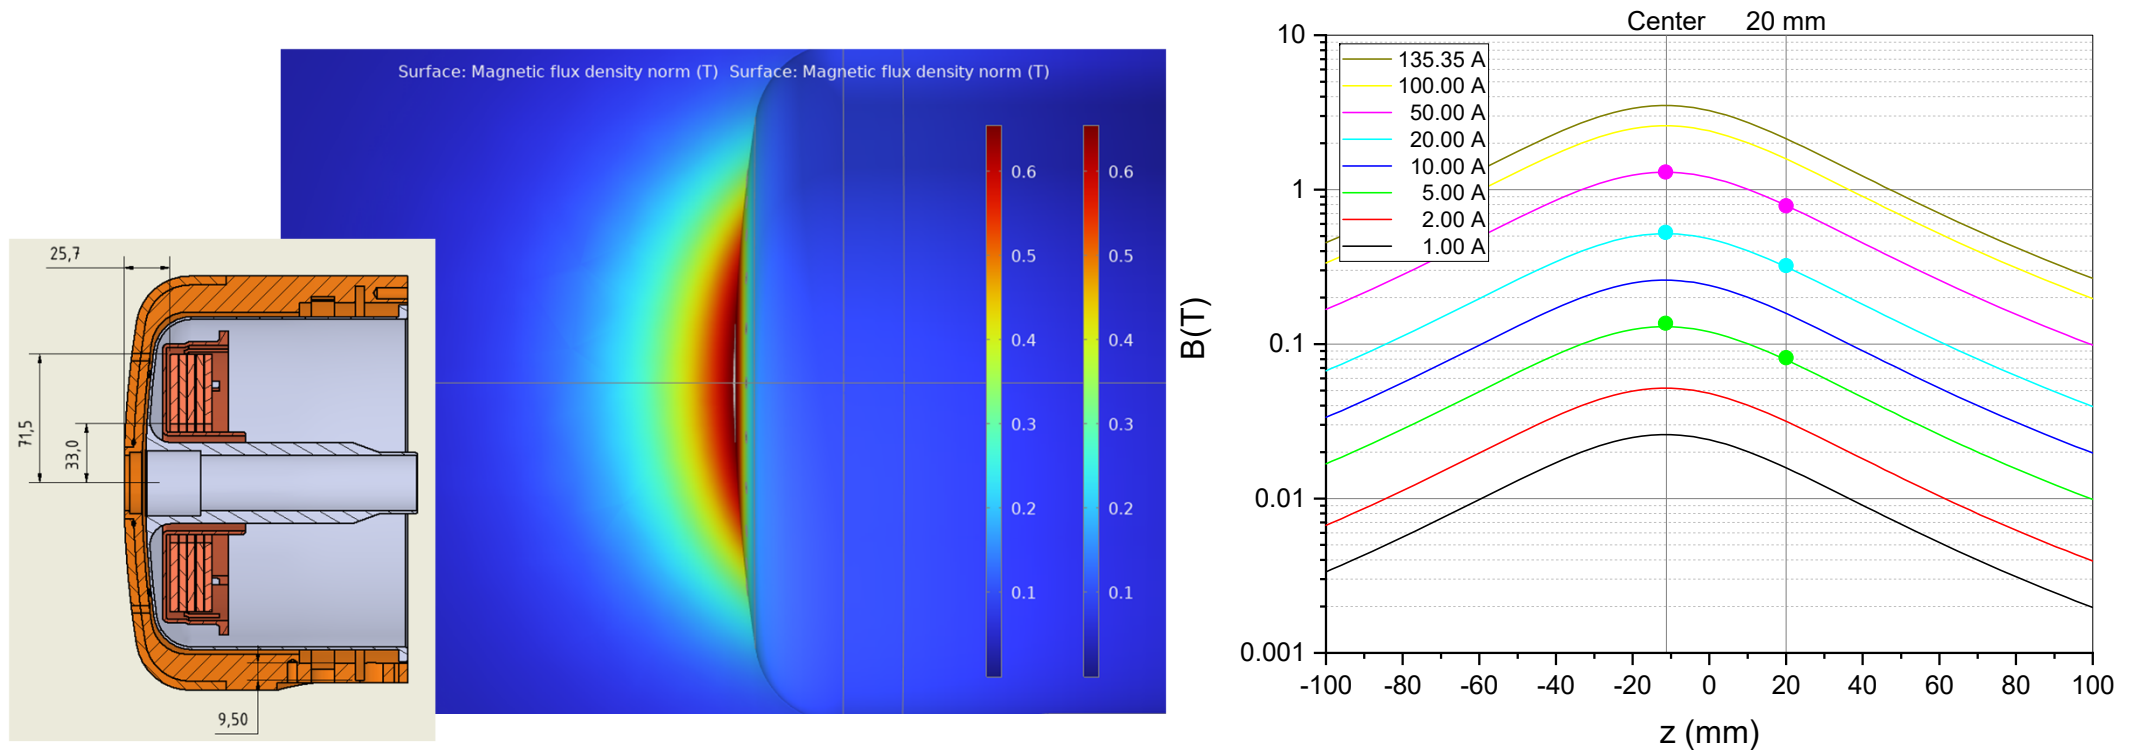 25,7
71,5
33,0
9,50
Surface: Magnetic flux density norm (T) Surface: Magnetic flux density norm (T)
0.6 0.6
0.5 0.5
0.4 0.4
0.3 0.3
0.2 0.2
0.1 0.1
Center 20 mm
10
1
0.1
0.01
0.001
B(T)
135.35 A
100.00 A
50.00 A
20.00 A
10.00 A
5.00 A
2.00 A
1.00 A
-100 -80 -60 -40 -20 0 20 40 60 80 100
z (mm)